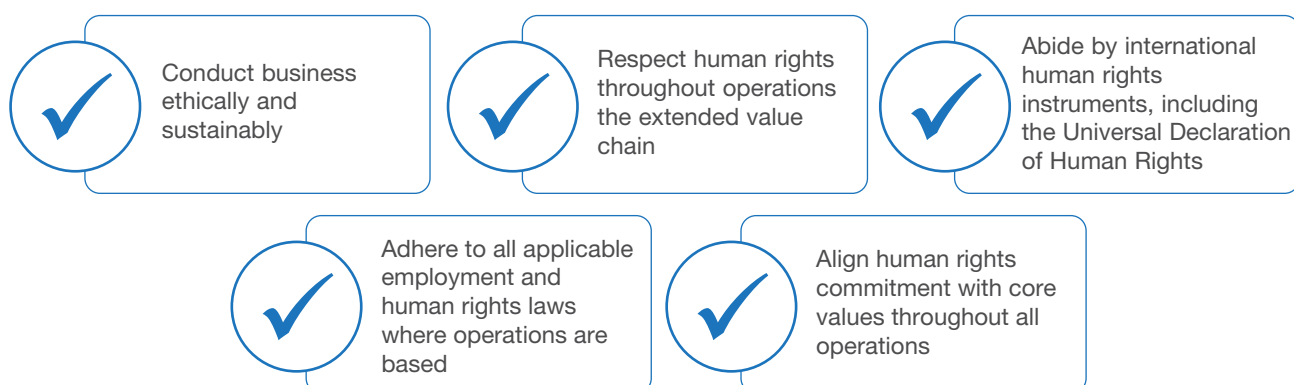 Conduct business
ethically and
sustainably
Respect human rights
throughout operations
the extended value
chain
Abide by international
human rights
instruments, including
the Universal Declaration
of Human Rights
Adhere to all applicable
employment and
human rights laws
where operations are
based
Align human rights
commitment with core
values throughout all
operations